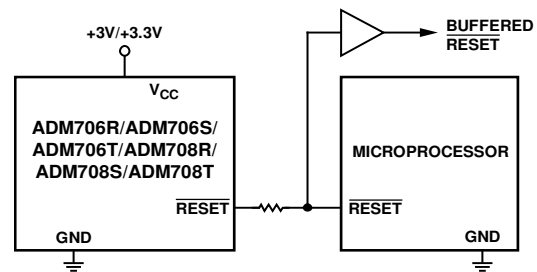 +3V/+3.3V
BUFFERED
RESET
VCC
ADM706R/ADM706S/
ADM706T/ADM708R/
ADM708S/ADM708T
MICROPROCESSOR
RESET
RESET
GND
GND